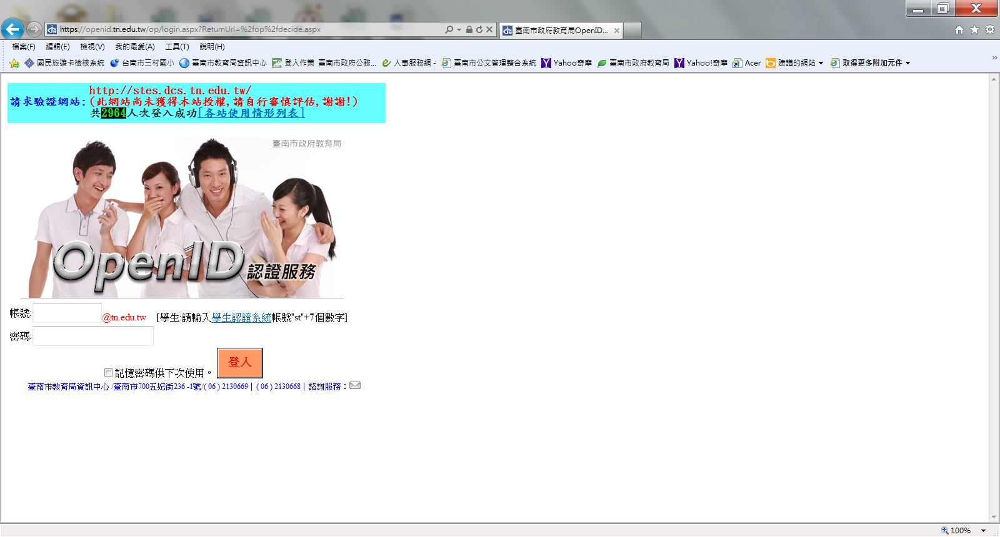 https://openid.tn.edu.tw/op/login.aspx?ReturnUrl=%2fop%2fdecide.aspx
臺南市政府教育局OpenID...
檔案(F) 編輯(E) 檢視(V) 我的最愛(A) 工具(T) 說明(H)
國民旅遊卡檢核系統 台南市三村國小 臺南市教育局資訊中心 登入作業 臺南市政府公務... 人事服務網 - 臺南市公文管理整合系統 Yahoo奇摩 臺南市政府教育局 Yahoo!奇摩 Acer 建議的網站 取得更多附加元件
http://stes.dcs.tn.edu.tw/
請求驗證網站:(此網站尚未獲得本站授權,請自行審慎評估,謝謝!)
共2964人次登入成功[各站使用情形列表]
臺南市政府教育局
OpenID 認證服務
帳號: @tn.edu.tw [學生:請輸入學生認證系統帳號"st"+7個數字]
密碼:
記憶密碼供下次使用。 登入
臺南市教育局資訊中心 /臺南市700五妃街236 -1號/( 06 ) 2130669 | ( 06 ) 2130668 | 諮詢服務：
100%